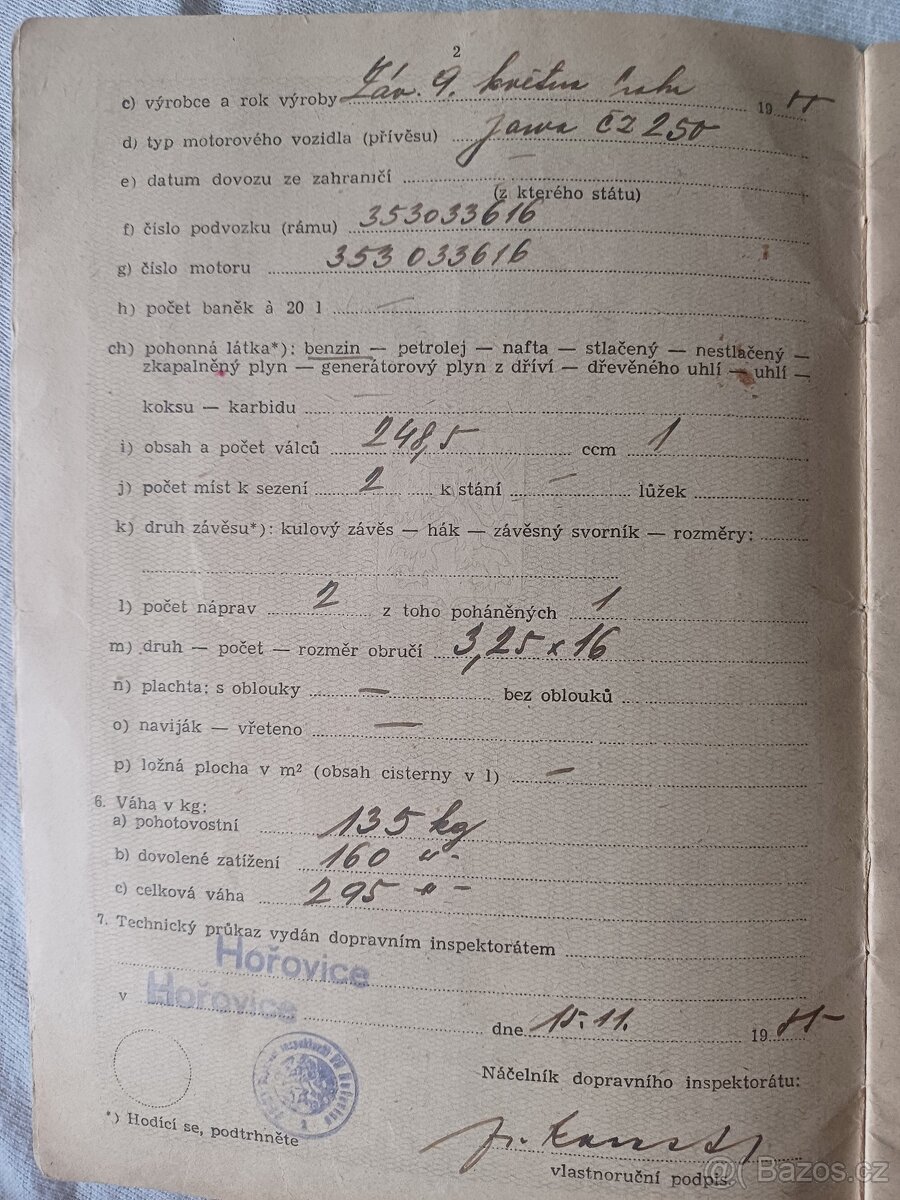 2
c) výrobce a rok výroby Záv. 9. května Praha 1955
d) typ motorového vozidla (přívěsu) Jawa ČZ 250
e) datum dovozu ze zahraničí —
(z kterého státu)
f) číslo podvozku (rámu) 353033616
g) číslo motoru 353 033616
h) počet baněk à 20 l —
ch) pohonná látka*): benzin — petrolej — nafta — stlačený — nestlačený —
zkapalněný plyn — generátorový plyn z dříví — dřevěného uhlí — uhlí —
koksu — karbidu —
i) obsah a počet válců 248,5 ccm 1
j) počet míst k sezení 2 k stání — lůžek
k) druh závěsu*): kulový závěs — hák — závěsný svorník — rozměry:
l) počet náprav 2 z toho poháněných 1
m) druh — počet — rozměr obručí 3,25 x 16
n) plachta: s oblouky — bez oblouků
o) naviják — vřeteno —
p) ložná plocha v m² (obsah cisterny v l) —
6. Váha v kg:
a) pohotovostní 135 kg
b) dovolené zatížení 160 " -
c) celková váha 295 " -
7. Technický průkaz vydán dopravním inspektorátem
Hořovice
v Hořovice dne 15.11. 1955
Náčelník dopravního inspektorátu:
*) Hodící se, podtrhněte
vlastnoruční podpis.
@( Bazos.cz